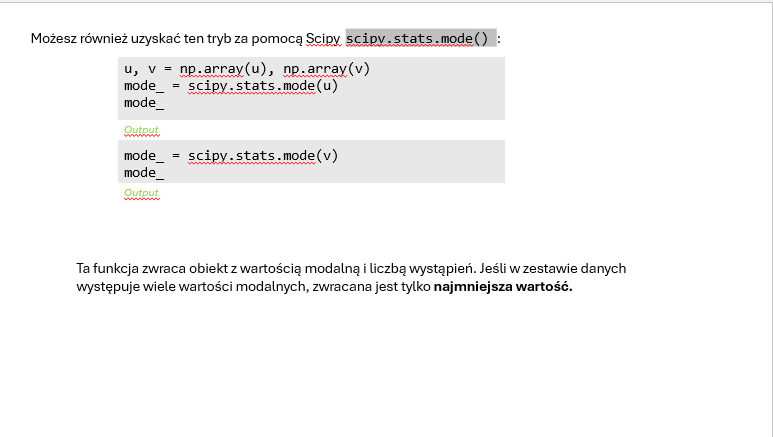 Możesz również uzyskać ten tryb za pomocą Scipy scipy.stats.mode() :
u, v = np.array(u), np.array(v)
mode_ = scipy.stats.mode(u)
mode_
Output
mode_ = scipy.stats.mode(v)
mode_
Output
Ta funkcja zwraca obiekt z wartością modalną i liczbą wystąpień. Jeśli w zestawie danych
występuje wiele wartości modalnych, zwracana jest tylko najmniejsza wartość.